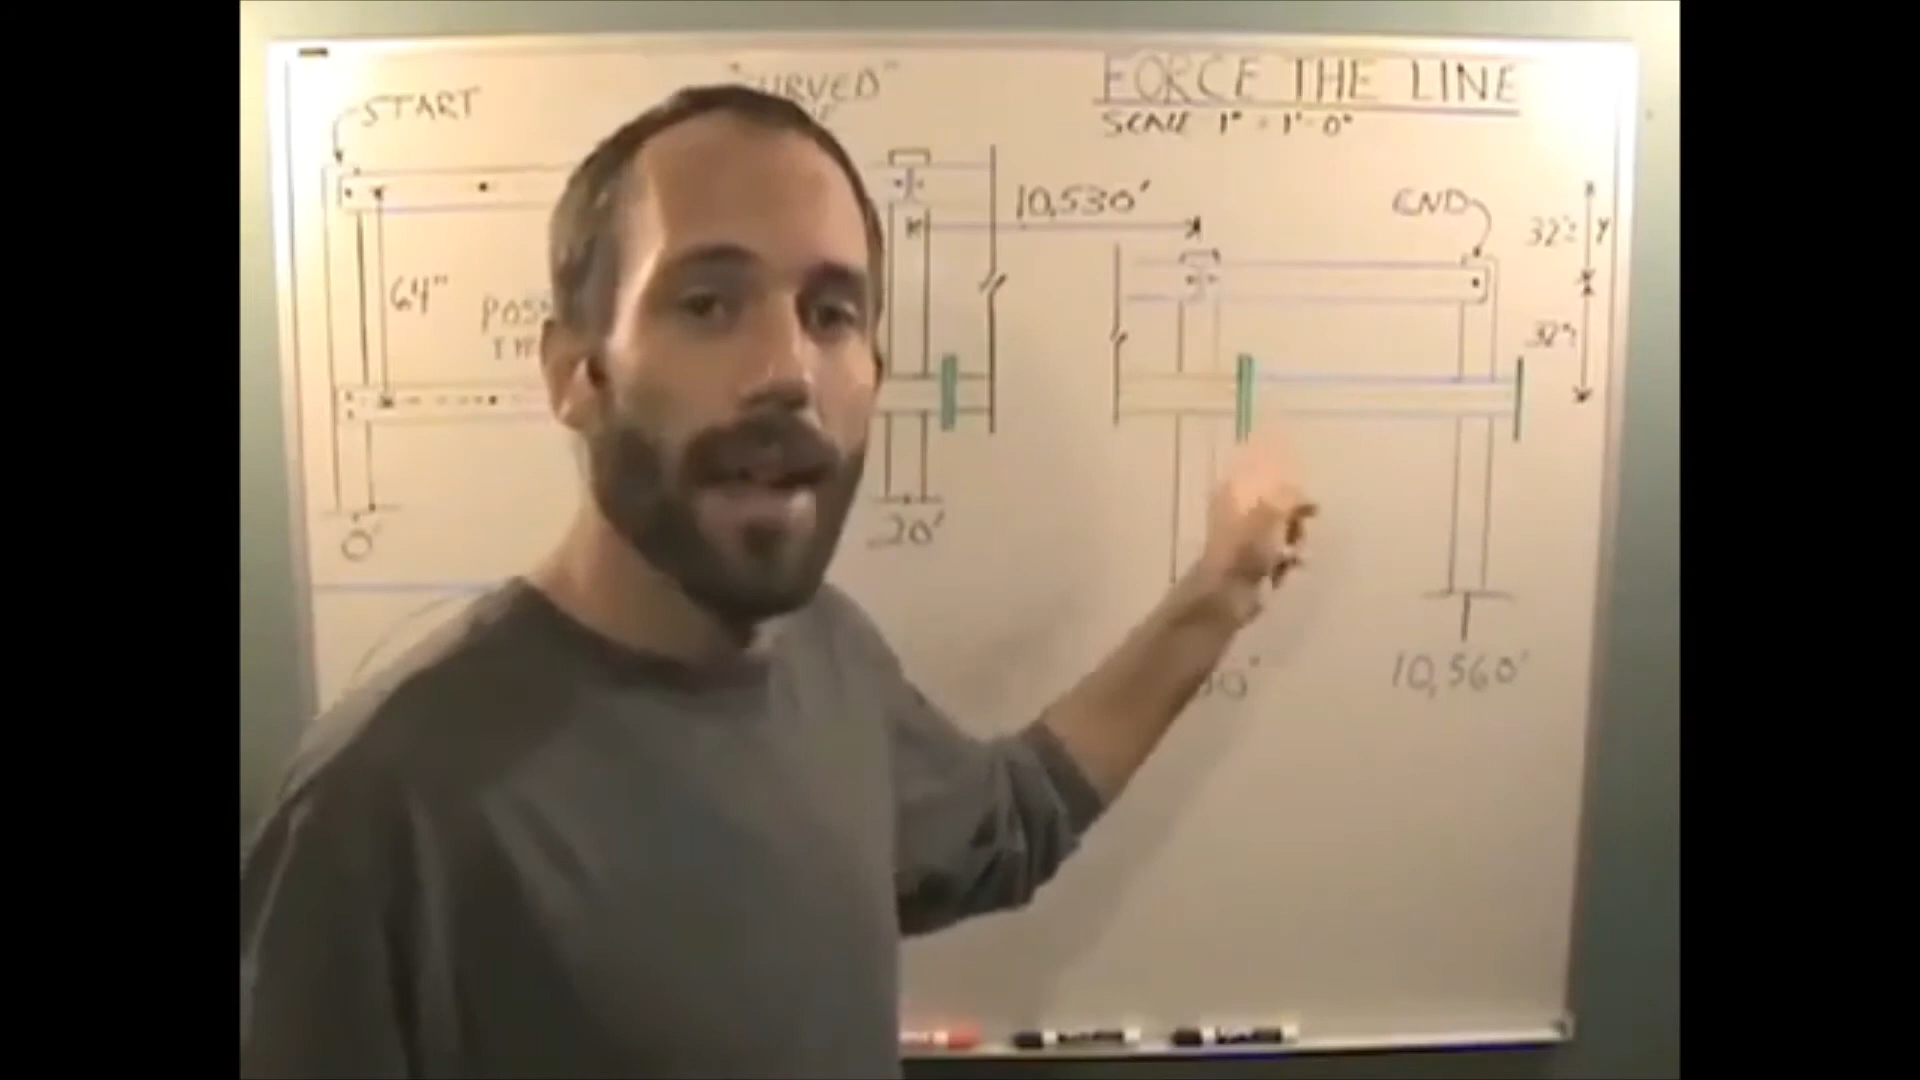 START
"CURVED"
FORCE THE LINE
SCALE 1" = 1'-0"
10,530'
END
32"
64"
32"
0'
20'
10,560'